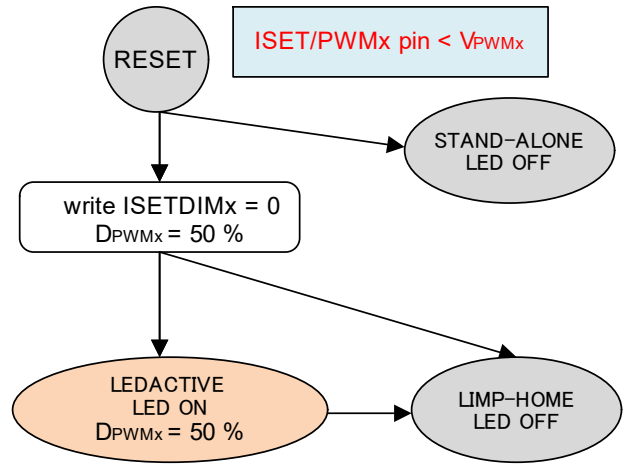 RESET
ISET/PWMx pin < VPWMx
STAND-ALONE
LED OFF
write ISETDIMx = 0
DPWMx = 50 %
LEDACTIVE
LED ON
DPWMx = 50 %
LIMP-HOME
LED OFF